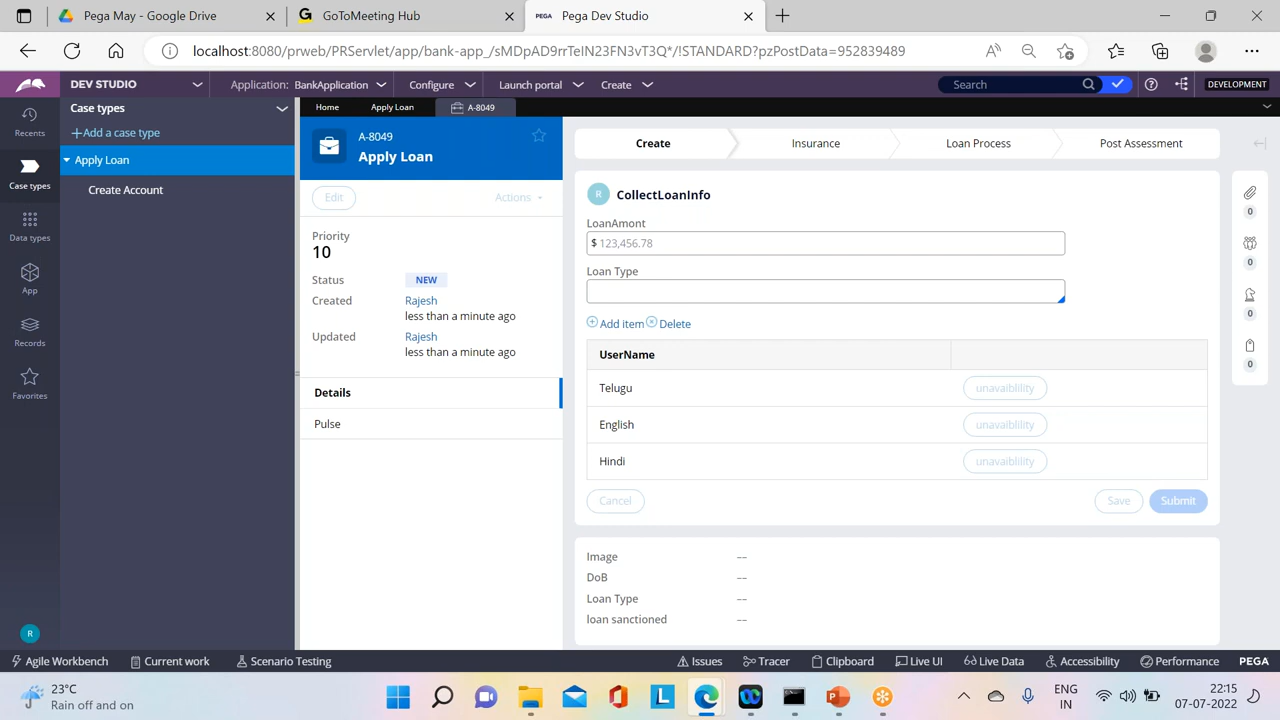 Pega - Google Drive
GoToMeeting Hub
PEGA Pega Dev Studio
localhost:8080/prweb/PRServlet/app/bank-app_/sMDpAD9rrTeIN23FN3vT3Q*/!STANDARD?pzPostData=952839489
DEV STUDIO
Application: BankApplication
Configure
Launch portal
Create
Search
DEVELOPMENT
Recents
Case types
Data types
App
Records
Favorites
R
Case types
Add a case type
Apply Loan
Create Account
Home
Apply Loan
A-8049
A-8049
Apply Loan
Edit
Actions
Priority
10
Status NEW
Created Rajesh
less than a minute ago
Updated Rajesh
less than a minute ago
Details
Pulse
Create
Insurance
Loan Process
Post Assessment
R CollectLoanInfo
LoanAmont
$ 123,456.78
Loan Type
Add item Delete
UserName
Telugu unavaiblility
English unavaiblility
Hindi unavaiblility
Cancel
Save
Submit
Image ––
DoB ––
Loan Type ––
loan sanctioned ––
0
0
0
0
Agile Workbench
Current work
Scenario Testing
Issues
Tracer
Clipboard
Live UI
Live Data
Accessibility
Performance
PEGA
23°C
Rain off and on
L
ENG
IN
22:15
07-07-2022